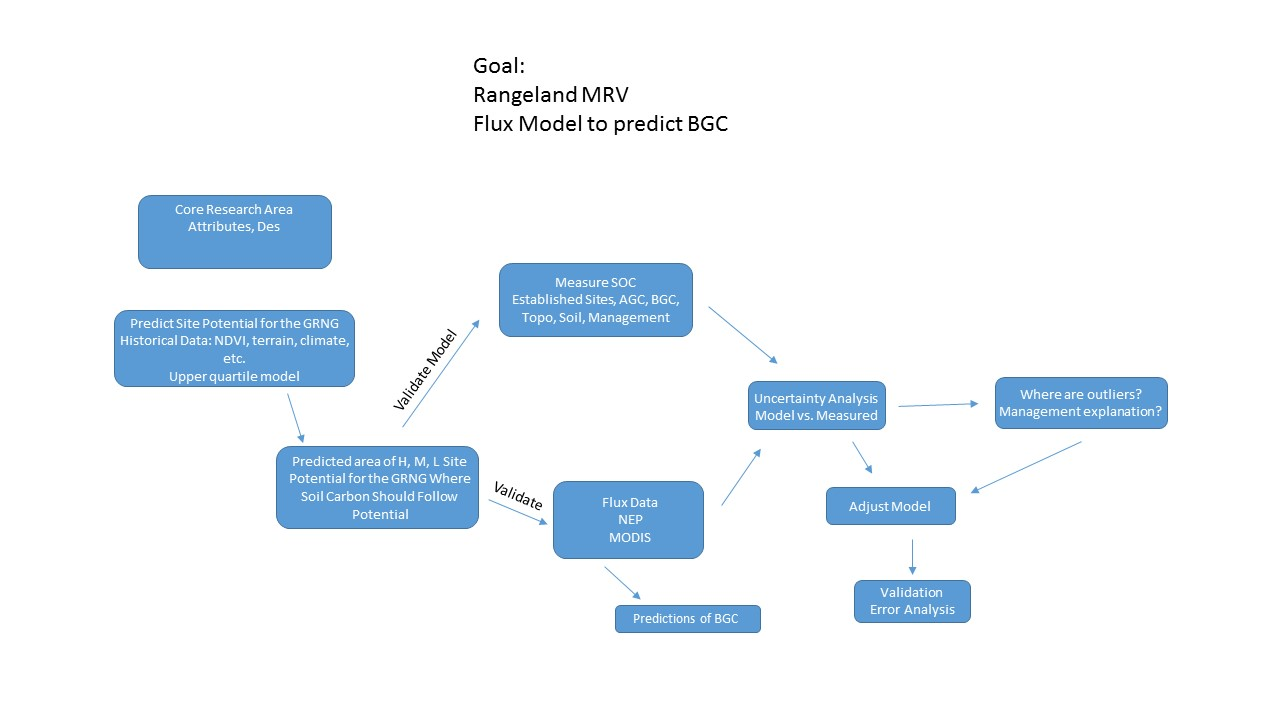 Goal:
Rangeland MRV
Flux Model to predict BGC
Core Research Area
Attributes, Des
Predict Site Potential for the GRNG
Historical Data: NDVI, terrain, climate,
etc.
Upper quartile model
Validate Model
Measure SOC
Established Sites, AGC, BGC,
Topo, Soil, Management
Predicted area of H, M, L Site
Potential for the GRNG Where
Soil Carbon Should Follow
Potential
Validate
Flux Data
NEP
MODIS
Predictions of BGC
Uncertainty Analysis
Model vs. Measured
Where are outliers?
Management explanation?
Adjust Model
Validation
Error Analysis